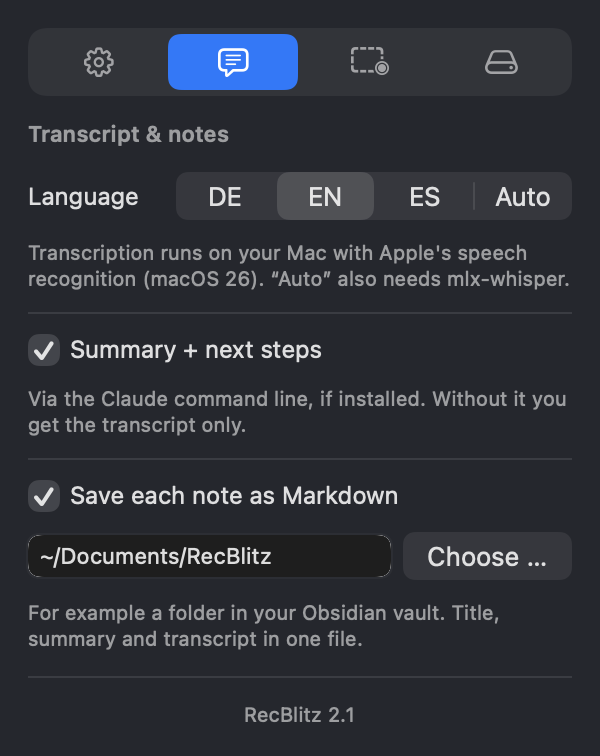 Transcript & notes
Language DE EN ES Auto
Transcription runs on your Mac with Apple's speech
recognition (macOS 26). “Auto” also needs mlx-whisper.
Summary + next steps
Via the Claude command line, if installed. Without it you
get the transcript only.
Save each note as Markdown
~/Documents/RecBlitz Choose ...
For example a folder in your Obsidian vault. Title,
summary and transcript in one file.
RecBlitz 2.1